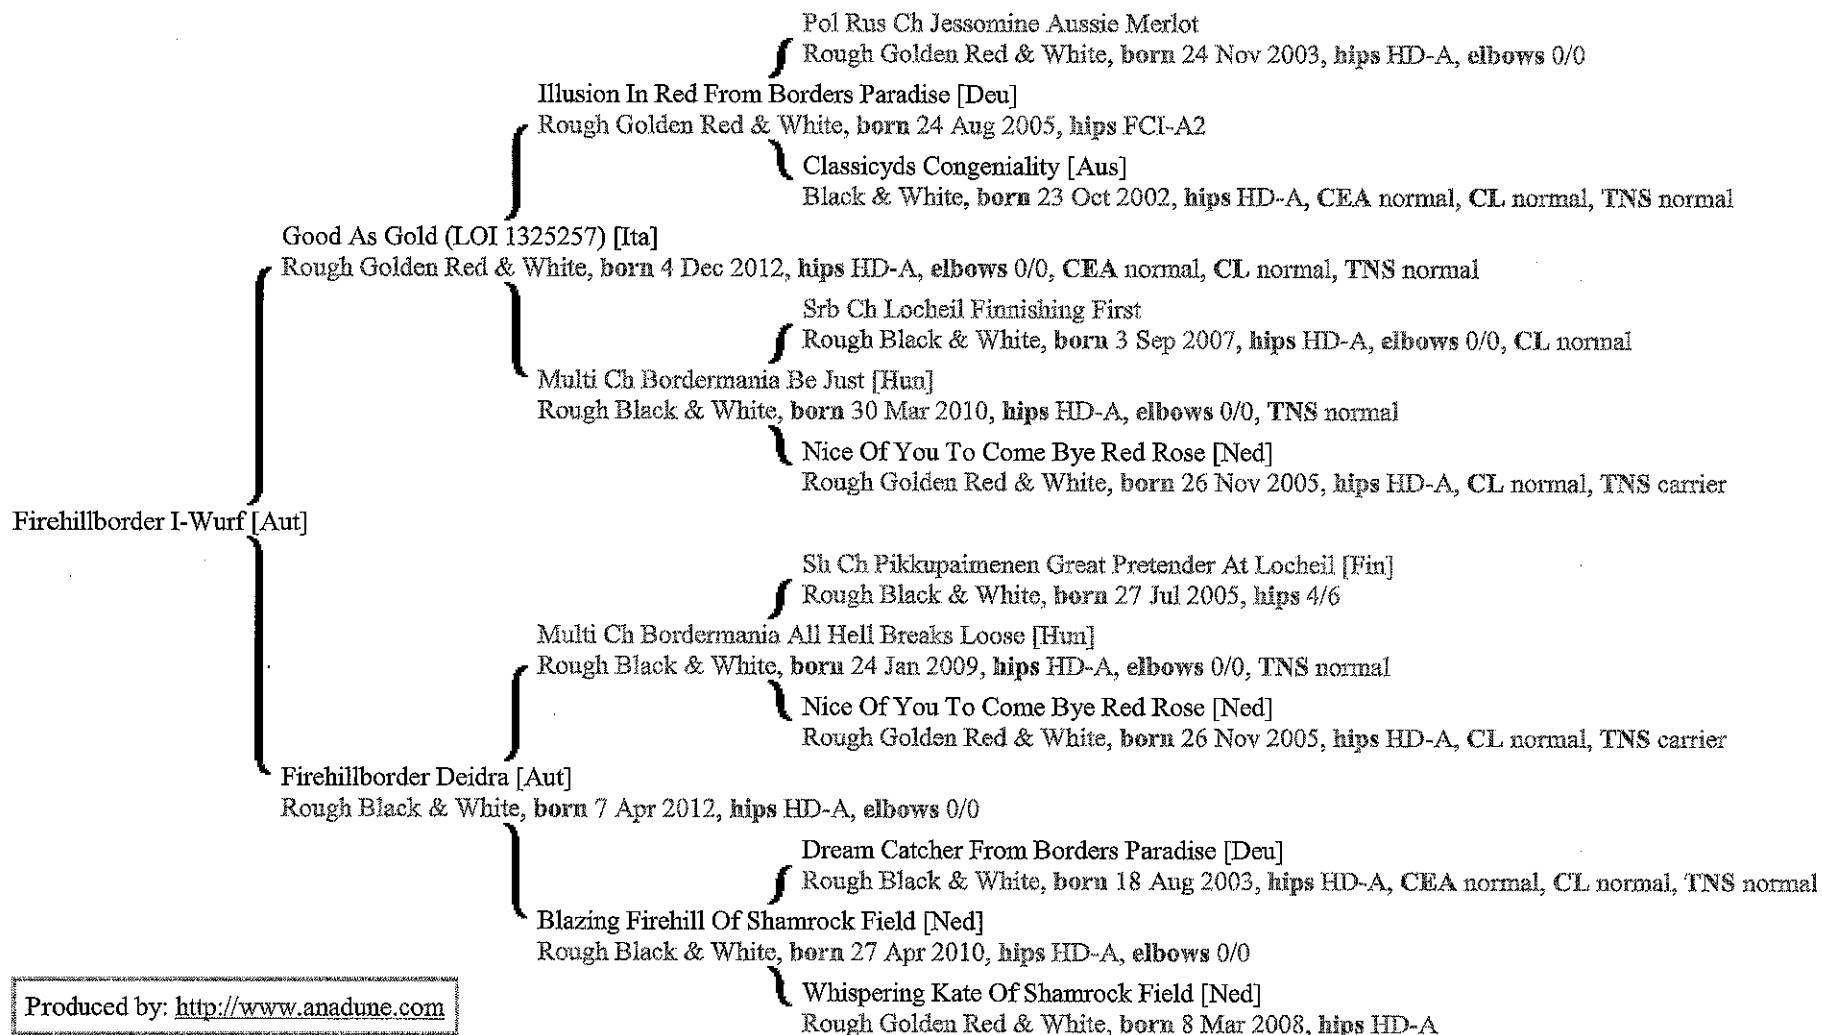 Pol Rus Ch Jessomine Aussie Merlot
Rough Golden Red & White, born 24 Nov 2003, hips HD-A, elbows 0/0
Illusion In Red From Borders Paradise [Deu]
Rough Golden Red & White, born 24 Aug 2005, hips FCI-A2
Classicyds Congeniality [Aus]
Black & White, born 23 Oct 2002, hips HD-A, CEA normal, CL normal, TNS normal
Good As Gold (LOI 1325257) [Ita]
Rough Golden Red & White, born 4 Dec 2012, hips HD-A, elbows 0/0, CEA normal, CL normal, TNS normal
Srb Ch Locheil Finnishing First
Rough Black & White, born 3 Sep 2007, hips HD-A, elbows 0/0, CL normal
Multi Ch Bordermania Be Just [Hun]
Rough Black & White, born 30 Mar 2010, hips HD-A, elbows 0/0, TNS normal
Nice Of You To Come Bye Red Rose [Ned]
Rough Golden Red & White, born 26 Nov 2005, hips HD-A, CL normal, TNS carrier
Firehillborder I-Wurf [Aut]
Sh Ch Pikkupaimenen Great Pretender At Locheil [Fin]
Rough Black & White, born 27 Jul 2005, hips 4/6
Multi Ch Bordermania All Hell Breaks Loose [Hun]
Rough Black & White, born 24 Jan 2009, hips HD-A, elbows 0/0, TNS normal
Nice Of You To Come Bye Red Rose [Ned]
Rough Golden Red & White, born 26 Nov 2005, hips HD-A, CL normal, TNS carrier
Firehillborder Deidra [Aut]
Rough Black & White, born 7 Apr 2012, hips HD-A, elbows 0/0
Dream Catcher From Borders Paradise [Deu]
Rough Black & White, born 18 Aug 2003, hips HD-A, CEA normal, CL normal, TNS normal
Blazing Firehill Of Shamrock Field [Ned]
Rough Black & White, born 27 Apr 2010, hips HD-A, elbows 0/0
Whispering Kate Of Shamrock Field [Ned]
Rough Golden Red & White, born 8 Mar 2008, hips HD-A
Produced by: http://www.anadune.com